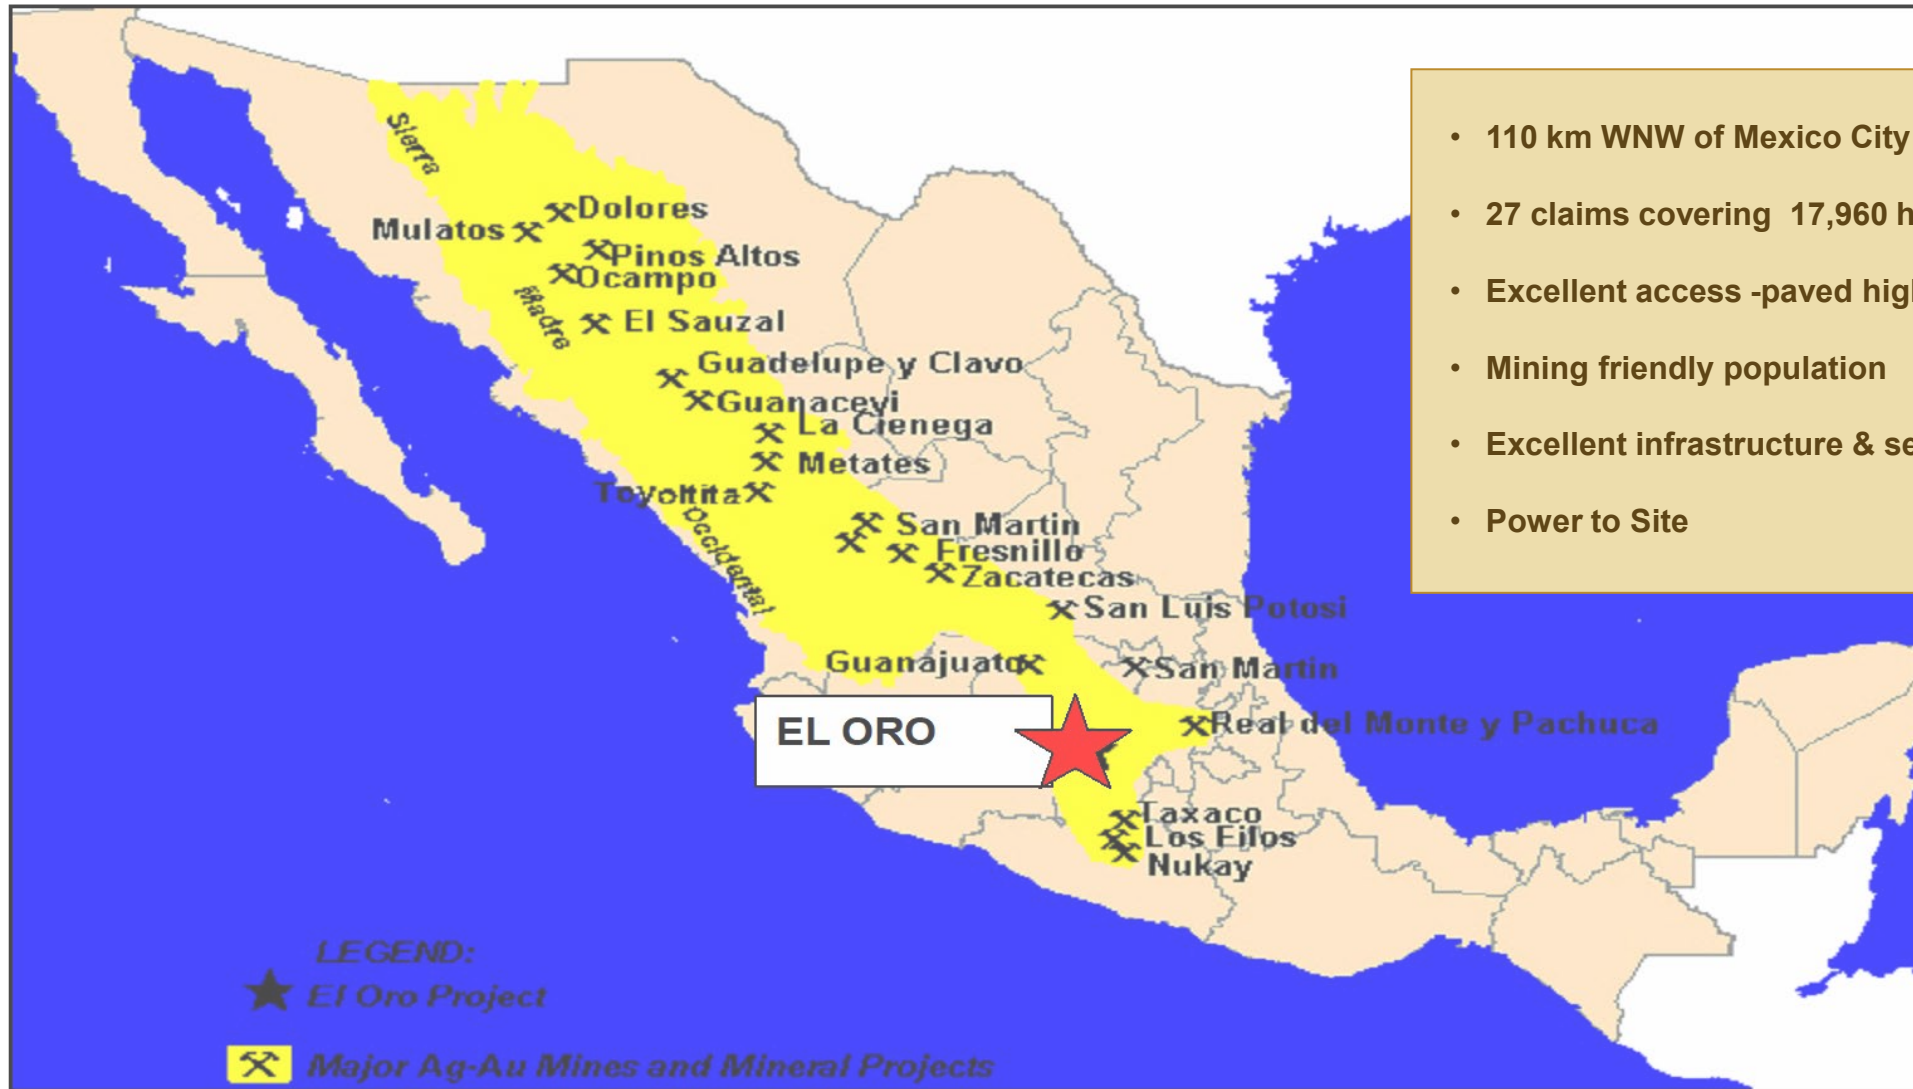 • 110 km WNW of Mexico City
• 27 claims covering 17,960 h
• Excellent access -paved hig
• Mining friendly population
• Excellent infrastructure & se
• Power to Site
Sierra
Madre
Occidental
Dolores
Mulatos
Pinos Altos
Ocampo
El Sauzal
Guadelupe y Clavo
Guanacevi
La Cienega
Metates
Toyoltita
San Martin
Fresnillo
Zacatecas
San Luis Potosi
Guanajuato
San Martin
EL ORO
Real del Monte y Pachuca
Taxaco
Los Filos
Nukay
LEGEND:
El Oro Project
Major Ag-Au Mines and Mineral Projects